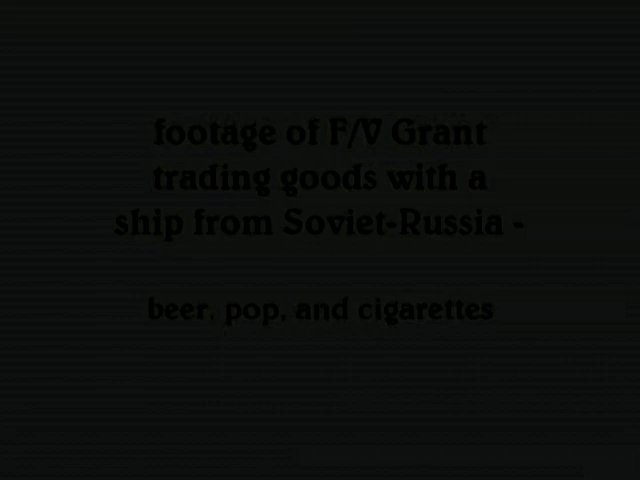 footage of F/V Grant
trading goods with a
ship from Soviet-Russia -
beer, pop, and cigarettes